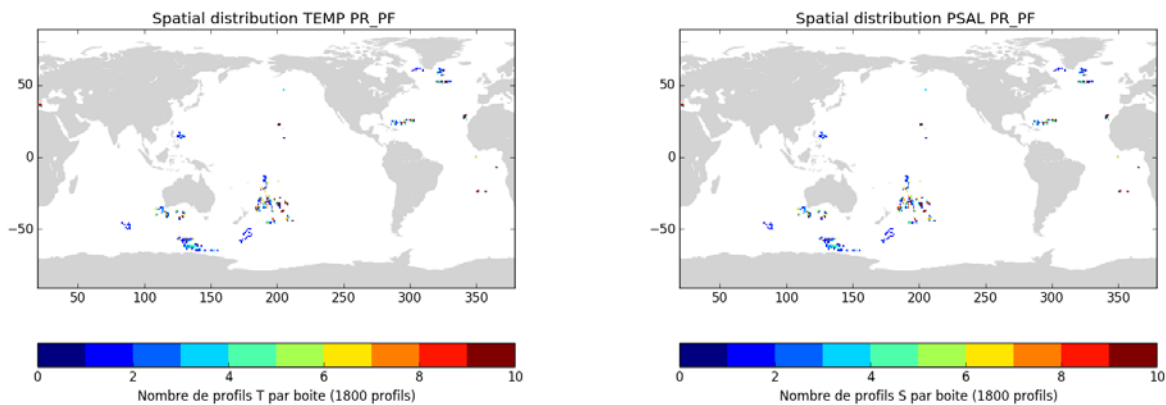 Spatial distribution TEMP PR_PF
50
0
−50
50 100 150 200 250 300 350
0 2 4 6 8 10
Nombre de profils T par boite (1800 profils)
Spatial distribution PSAL PR_PF
50
0
−50
50 100 150 200 250 300 350
0 2 4 6 8 10
Nombre de profils S par boite (1800 profils)